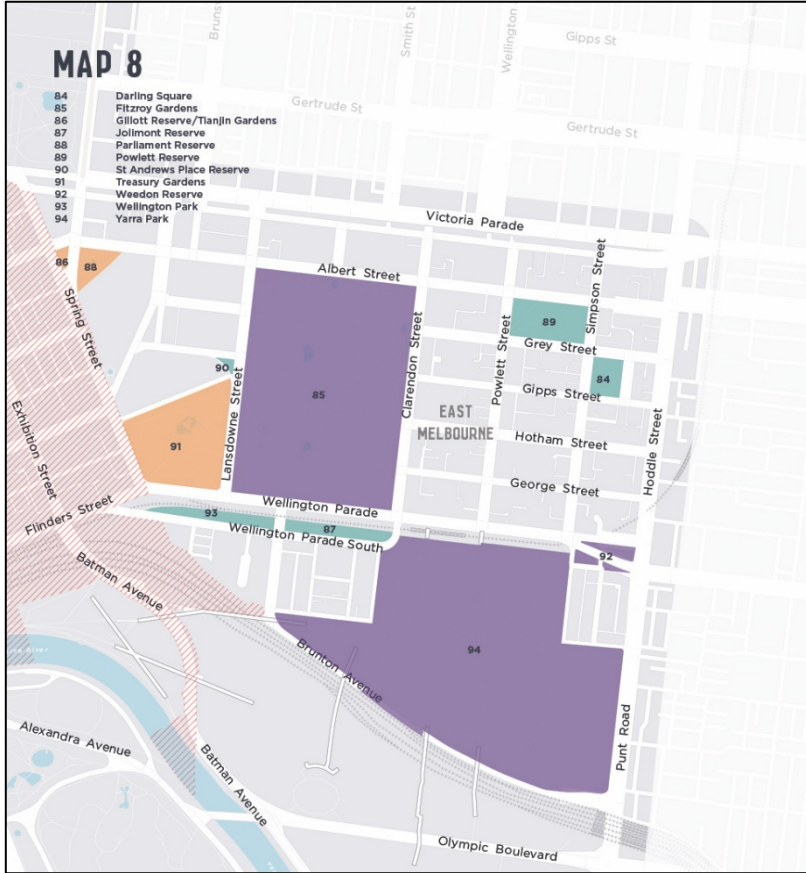 MAP 8
84 Darling Square
85 Fitzroy Gardens
86 Gillott Reserve/Tianjin Gardens
87 Jolimont Reserve
88 Parliament Reserve
89 Powlett Reserve
90 St Andrews Place Reserve
91 Treasury Gardens
92 Weedon Reserve
93 Wellington Park
94 Yarra Park
Smith St
Wellington
Gipps St
Gertrude St
Gertrude St
Victoria Parade
Albert Street
Simpson Street
86
88
Spring Street
89
Grey Street
Powlett Street
Clarendon Street
90
84
Gipps Street
Lansdowne Street
85
EAST
MELBOURNE
Hotham Street
Hoddle Street
91
Exhibition Street
George Street
Flinders Street
Wellington Parade
93
87
Wellington Parade South
92
Batman Avenue
94
Brunton Avenue
Punt Road
Alexandra Avenue
Batman Avenue
Olympic Boulevard